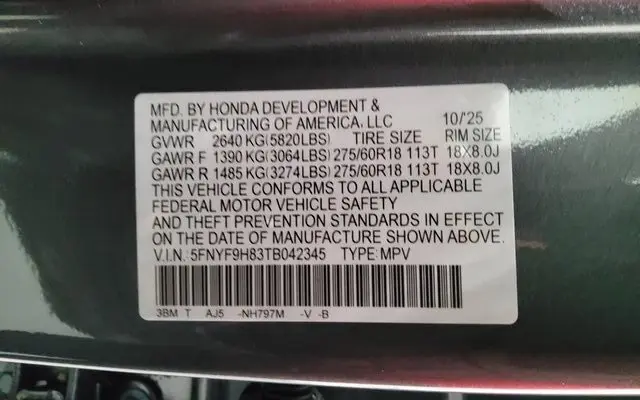 MFD. BY HONDA DEVELOPMENT &
MANUFACTURING OF AMERICA, LLC 10/'25
GVWR 2640 KG(5820LBS) TIRE SIZE RIM SIZE
GAWR F 1390 KG(3064LBS) 275/60R18 113T 18X8.0J
GAWR R 1485 KG(3274LBS) 275/60R18 113T 18X8.0J
THIS VEHICLE CONFORMS TO ALL APPLICABLE
FEDERAL MOTOR VEHICLE SAFETY
AND THEFT PREVENTION STANDARDS IN EFFECT
ON THE DATE OF MANUFACTURE SHOWN ABOVE.
V.I.N.:5FNYF9H83TB042345 TYPE:MPV
3BM T AJ5 -NH797M -V -B